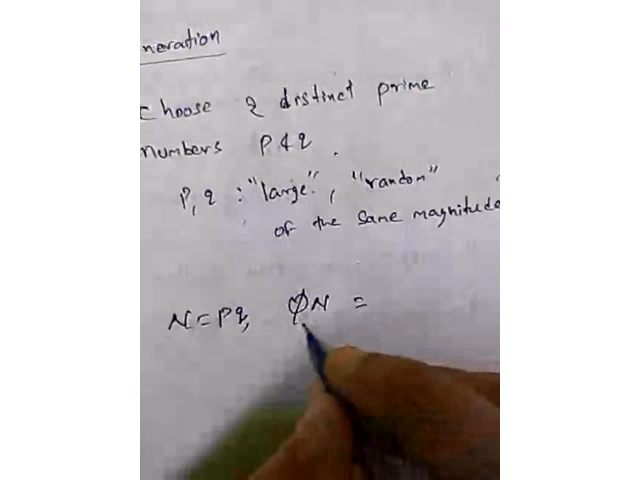 neration
choose 2 distinct prime
numbers P & q.
P, q : "large", "random"
of the same magnitude
N = Pq, φN =